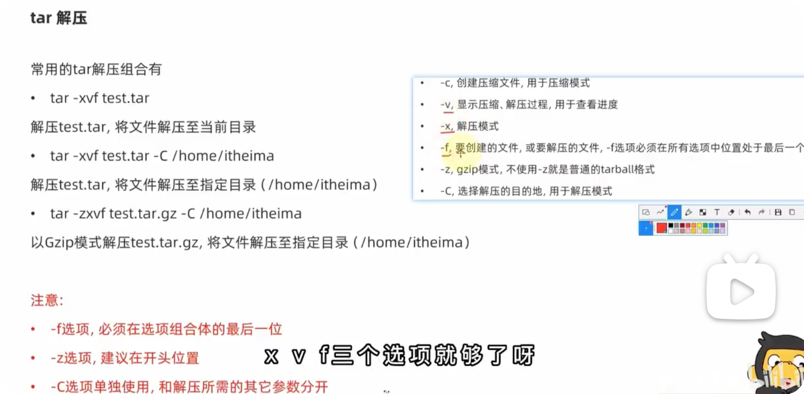 tar 解压
常用的tar解压组合有
• tar -xvf test.tar
解压test.tar, 将文件解压至当前目录
• tar -xvf test.tar -C /home/itheima
解压test.tar, 将文件解压至指定目录（/home/itheima）
• tar -zxvf test.tar.gz -C /home/itheima
以Gzip模式解压test.tar.gz, 将文件解压至指定目录（/home/itheima）
• -c, 创建压缩文件, 用于压缩模式
• -v, 显示压缩、解压过程, 用于查看进度
• -x, 解压模式
• -f, 要创建的文件, 或要解压的文件, -f选项必须在所有选项中位置处于最后一个
• -z, gzip模式, 不使用-z就是普通的tarball格式
• -C, 选择解压的目的地, 用于解压模式
注意:
• -f选项, 必须在选项组合体的最后一位
• -z选项, 建议在开头位置
• -C选项单独使用, 和解压所需的其它参数分开
x v f三个选项就够了呀
bilibili